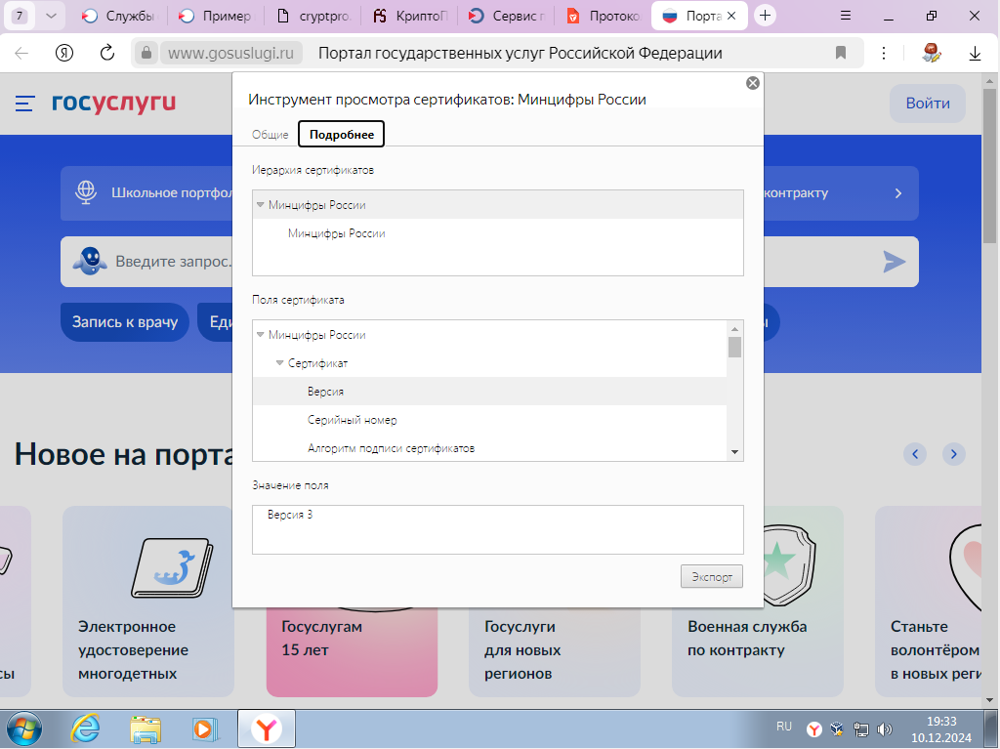 7
Службы
Пример
cryptpro.
КриптоП
Сервис п
Протоко
Порта
www.gosuslugi.ru
Портал государственных услуг Российской Федерации
Инструмент просмотра сертификатов: Минцифры России
госуслуги
Войти
Общие
Подробнее
Иерархия сертификатов
Школьное портфол
контракту
Минцифры России
Минцифры России
Введите запрос.
Поля сертификата
Запись к врачу
Еди
ы
Минцифры России
Сертификат
Версия
Серийный номер
Алгоритм подписи сертификатов
Новое на порта
Значение поля
Версия 3
Экспорт
сы
Электронное
удостоверение
многодетных
Госуслугам
15 лет
Госуслуги
для новых
регионов
Военная служба
по контракту
Станьте
волонтёром
в новых реги
RU
19:33
10.12.2024